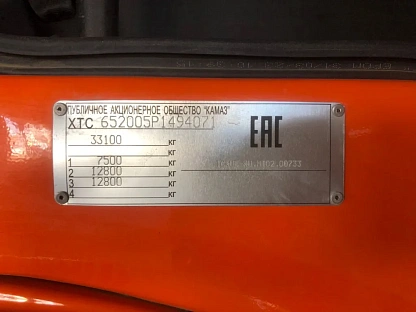 ПУБЛИЧНОЕ АКЦИОНЕРНОЕ ОБЩЕСТВО "КАМАЗ"
XTC 652005P1494071
33100 кг
кг
1 7500 кг
2 12800 кг
3 12800 кг
4 кг
EAC